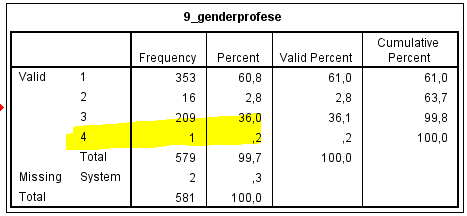 9_genderprofese
Frequency Percent Valid Percent Cumulative Percent
Valid 1 353 60,8 61,0 61,0
2 16 2,8 2,8 63,7
3 209 36,0 36,1 99,8
4 1 ,2 ,2 100,0
Total 579 99,7 100,0
Missing System 2 ,3
Total 581 100,0